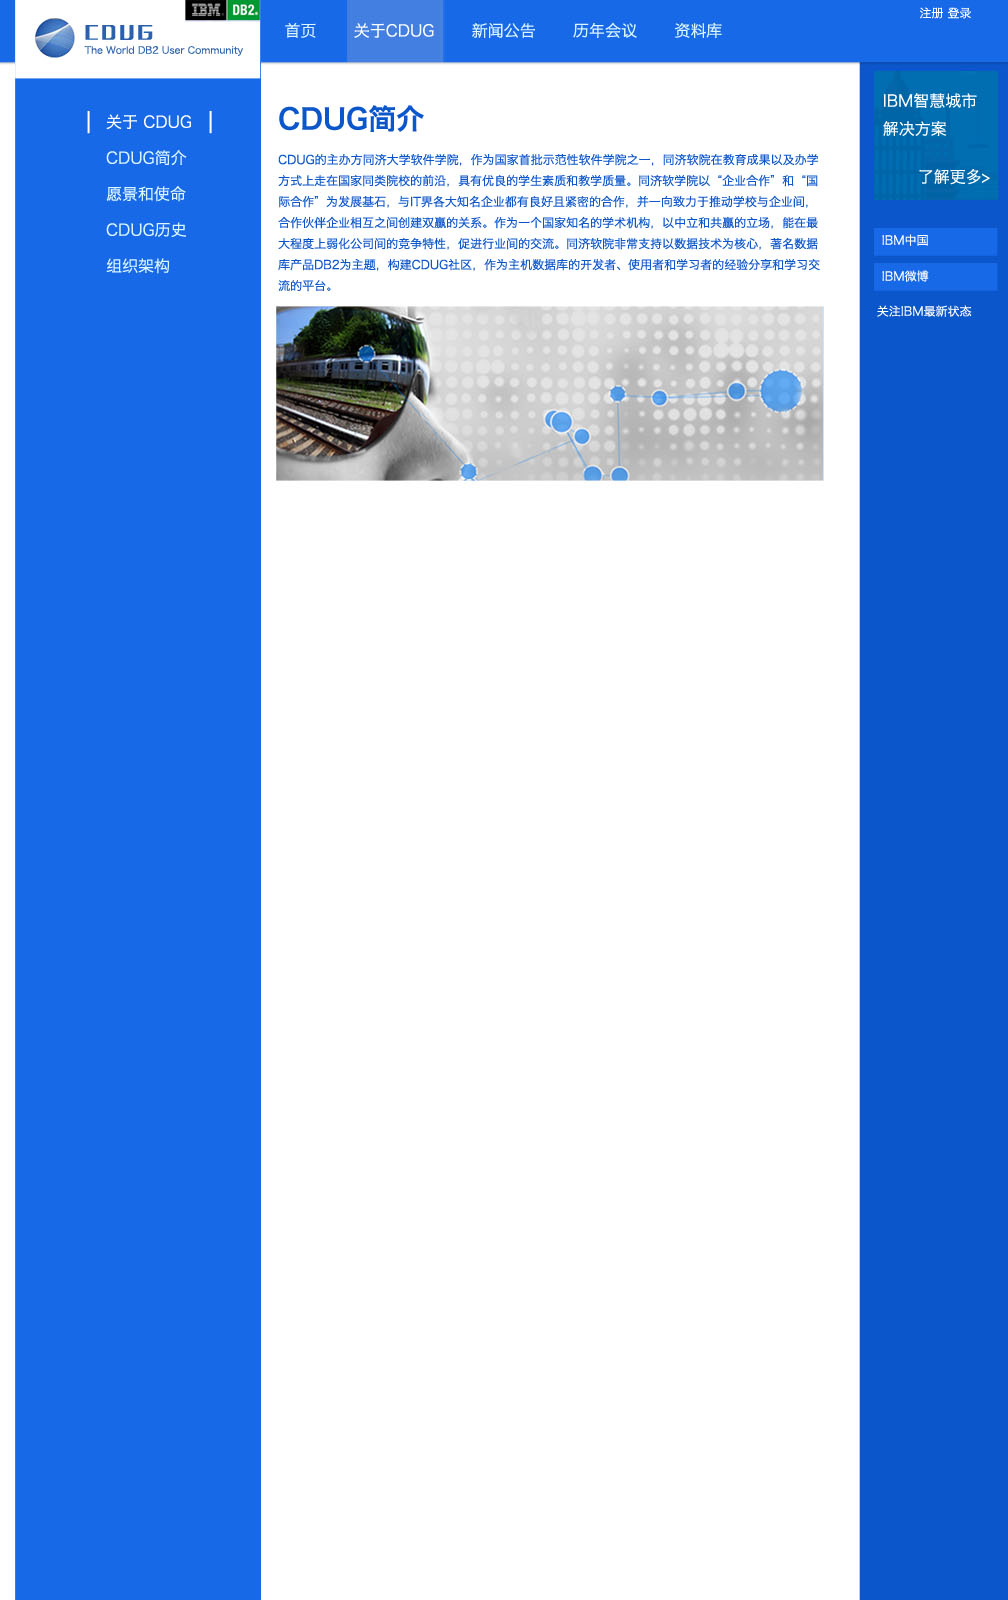 IBM. DB2.
CDUG
The World DB2 User Community
首页 关于CDUG 新闻公告 历年会议 资料库
注册 登录
关于 CDUG
CDUG简介
愿景和使命
CDUG历史
组织架构
CDUG简介
CDUG的主办方同济大学软件学院，作为国家首批示范性软件学院之一，同济软院在教育成果以及办学
方式上走在国家同类院校的前沿，具有优良的学生素质和教学质量。同济软学院以“企业合作”和“国
际合作”为发展基石，与IT界各大知名企业都有良好且紧密的合作，并一向致力于推动学校与企业间，
合作伙伴企业相互之间创建双赢的关系。作为一个国家知名的学术机构，以中立和共赢的立场，能在最
大程度上弱化公司间的竞争特性，促进行业间的交流。同济软院非常支持以数据技术为核心，著名数据
库产品DB2为主题，构建CDUG社区，作为主机数据库的开发者、使用者和学习者的经验分享和学习交
流的平台。
IBM智慧城市
解决方案
了解更多>
IBM中国
IBM微博
关注IBM最新状态